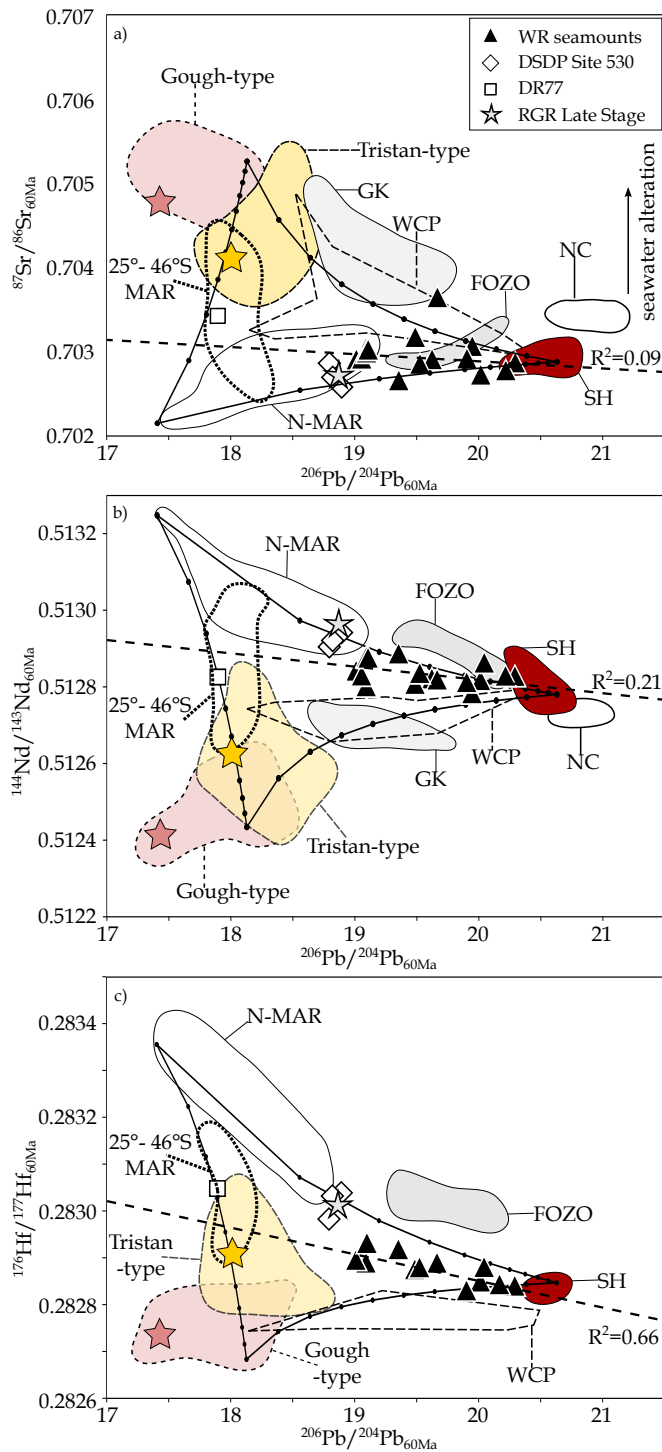 a)
0.707
0.706
0.705
0.704
0.703
0.702
87Sr/86Sr60Ma
WR seamounts
DSDP Site 530
DR77
RGR Late Stage
Gough-type
Tristan-type
GK
WCP
NC
seawater alteration
25°- 46°S
MAR
FOZO
R2=0.09
SH
N-MAR
17
18
19
20
21
206Pb/204Pb60Ma
b)
0.5132
0.5130
0.5128
0.5126
0.5124
0.5122
144Nd/143Nd60Ma
N-MAR
FOZO
SH
R2=0.21
25°- 46°S
MAR
WCP
NC
GK
Tristan-type
Gough-type
17
18
19
20
21
206Pb/204Pb60Ma
c)
0.2834
0.2832
0.2830
0.2828
0.2826
176Hf/177Hf60Ma
N-MAR
25°- 46°S
MAR
FOZO
Tristan
-type
SH
R2=0.66
Gough
-type
WCP
17
18
19
20
21
206Pb/204Pb60Ma